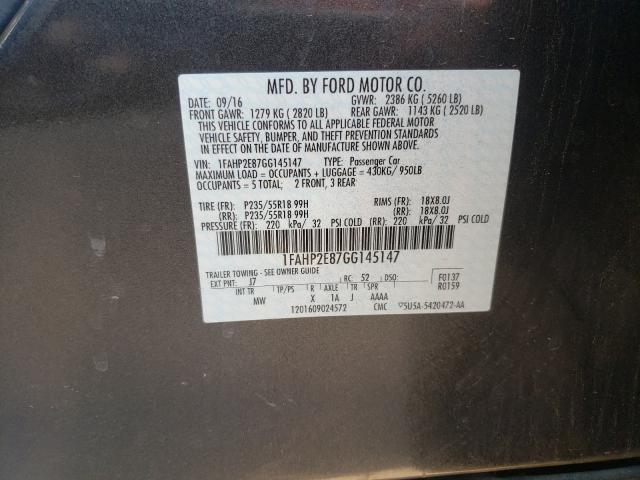 MFD. BY FORD MOTOR CO.
DATE: 09/16 GVWR: 2386 KG ( 5260 LB)
FRONT GAWR: 1279 KG ( 2820 LB) REAR GAWR: 1143 KG ( 2520 LB)
THIS VEHICLE CONFORMS TO ALL APPLICABLE FEDERAL MOTOR
VEHICLE SAFETY, BUMPER, AND THEFT PREVENTION STANDARDS
IN EFFECT ON THE DATE OF MANUFACTURE SHOWN ABOVE.
VIN: 1FAHP2E87GG145147 TYPE: Passenger Car
MAXIMUM LOAD = OCCUPANTS + LUGGAGE = 430KG/ 950LB
OCCUPANTS = 5 TOTAL; 2 FRONT, 3 REAR
TIRE (FR): P235/55R18 99H RIMS (FR): 18X8.0J
(RR): P235/55R18 99H (RR): 18X8.0J
PRESSURE (FR): 220 kPa/ 32 PSI COLD (RR): 220 kPa/ 32 PSI COLD
1FAHP2E87GG145147
TRAILER TOWING - SEE OWNER GUIDE
EXT PNT: J7 RC: 52 DSO: F0137
INT TR TP/PS R AXLE TR SPR R0159
MW X 1A J AAAA
1201609024572 CMC 5U5A-5420472-AA